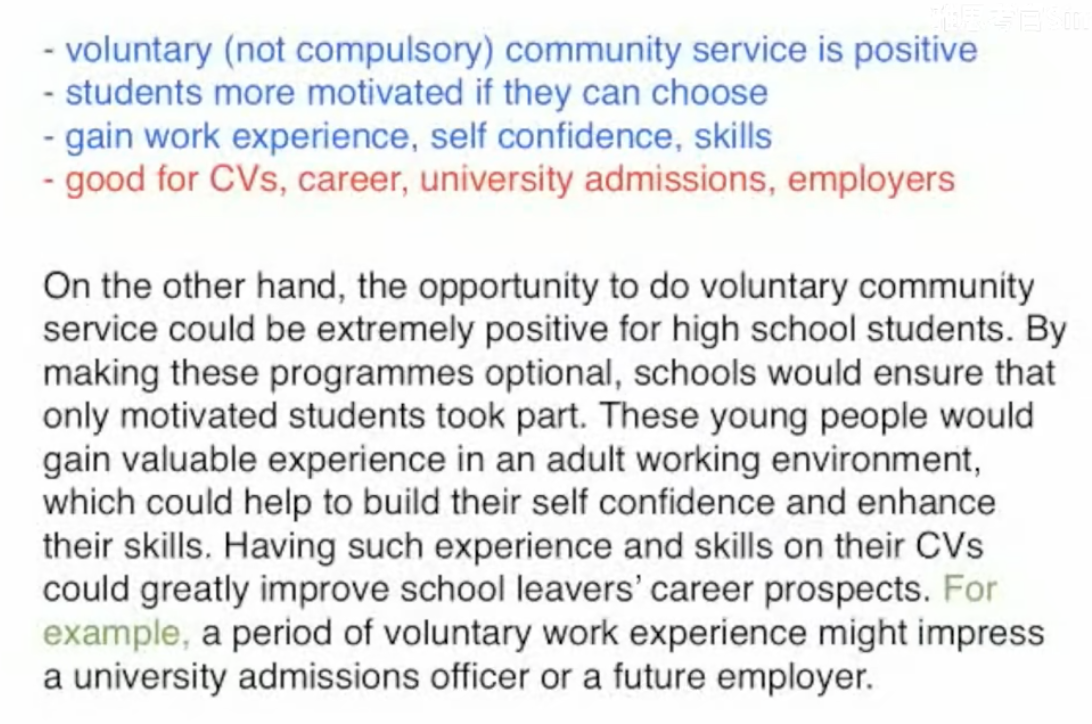 - voluntary (not compulsory) community service is positive
- students more motivated if they can choose
- gain work experience, self confidence, skills
- good for CVs, career, university admissions, employers
On the other hand, the opportunity to do voluntary community
service could be extremely positive for high school students. By
making these programmes optional, schools would ensure that
only motivated students took part. These young people would
gain valuable experience in an adult working environment,
which could help to build their self confidence and enhance
their skills. Having such experience and skills on their CVs
could greatly improve school leavers’ career prospects. For
example, a period of voluntary work experience might impress
a university admissions officer or a future employer.